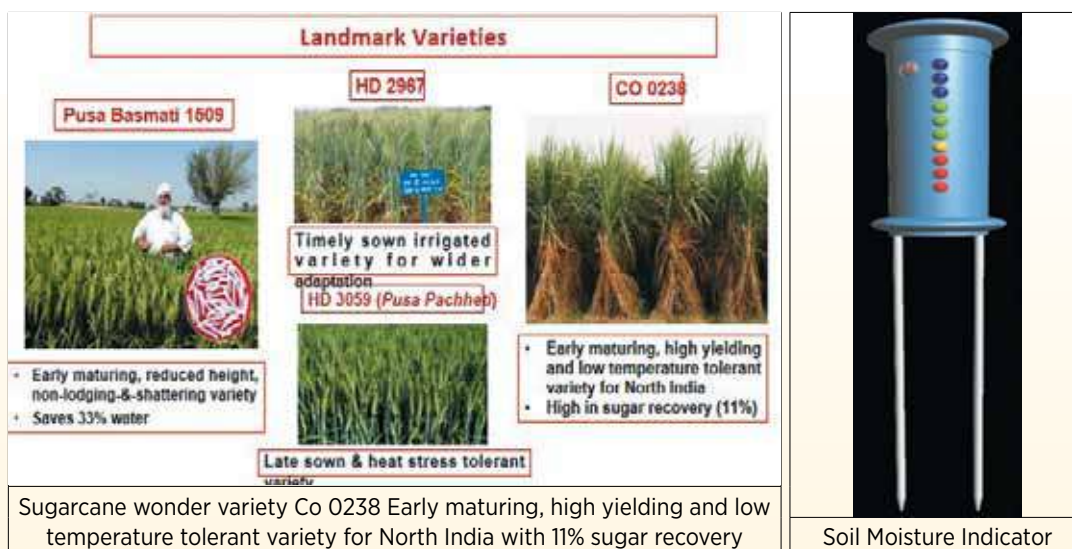 Landmark Varieties
Pusa Basmati 1509
• Early maturing, reduced height,
non-lodging-&-shattering variety
• Saves 33% water
HD 2967
Timely sown irrigated
variety for wider
adaptation
HD 3059 (Pusa Pachheti)
Late sown & heat stress tolerant
variety
CO 0238
• Early maturing, high yielding
and low temperature tolerant
variety for North India
• High in sugar recovery (11%)
Sugarcane wonder variety Co 0238 Early maturing, high yielding and low
temperature tolerant variety for North India with 11% sugar recovery
Soil Moisture Indicator